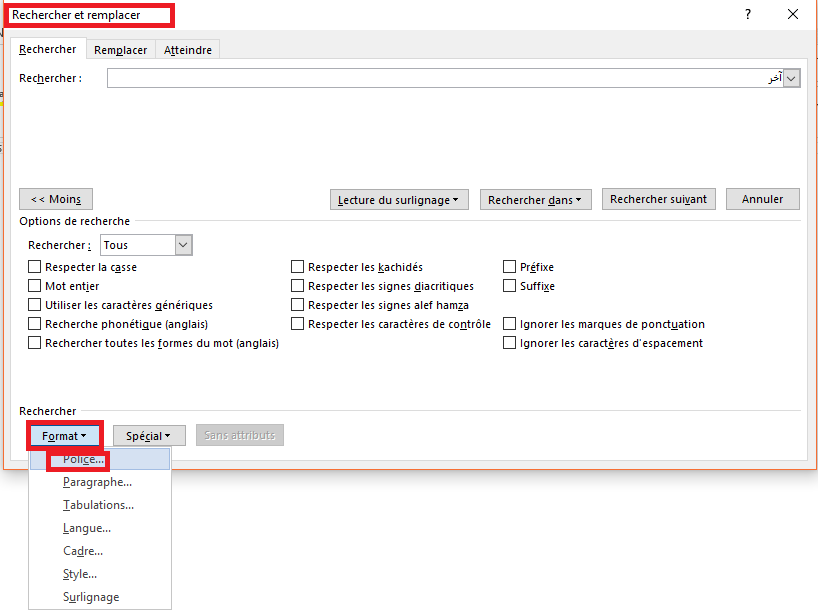 Rechercher et remplacer
?
Rechercher Remplacer Atteindre
Rechercher : آخر
<< Moins Lecture du surlignage Rechercher dans Rechercher suivant Annuler
Options de recherche
Rechercher : Tous
Respecter la casse Respecter les kachidés Préfixe
Mot entier Respecter les signes diacritiques Suffixe
Utiliser les caractères génériques Respecter les signes alef hamza
Recherche phonétique (anglais) Respecter les caractères de contrôle Ignorer les marques de ponctuation
Rechercher toutes les formes du mot (anglais) Ignorer les caractères d'espacement
Rechercher
Format Spécial Sans attributs
Police...
Paragraphe...
Tabulations...
Langue...
Cadre...
Style...
Surlignage